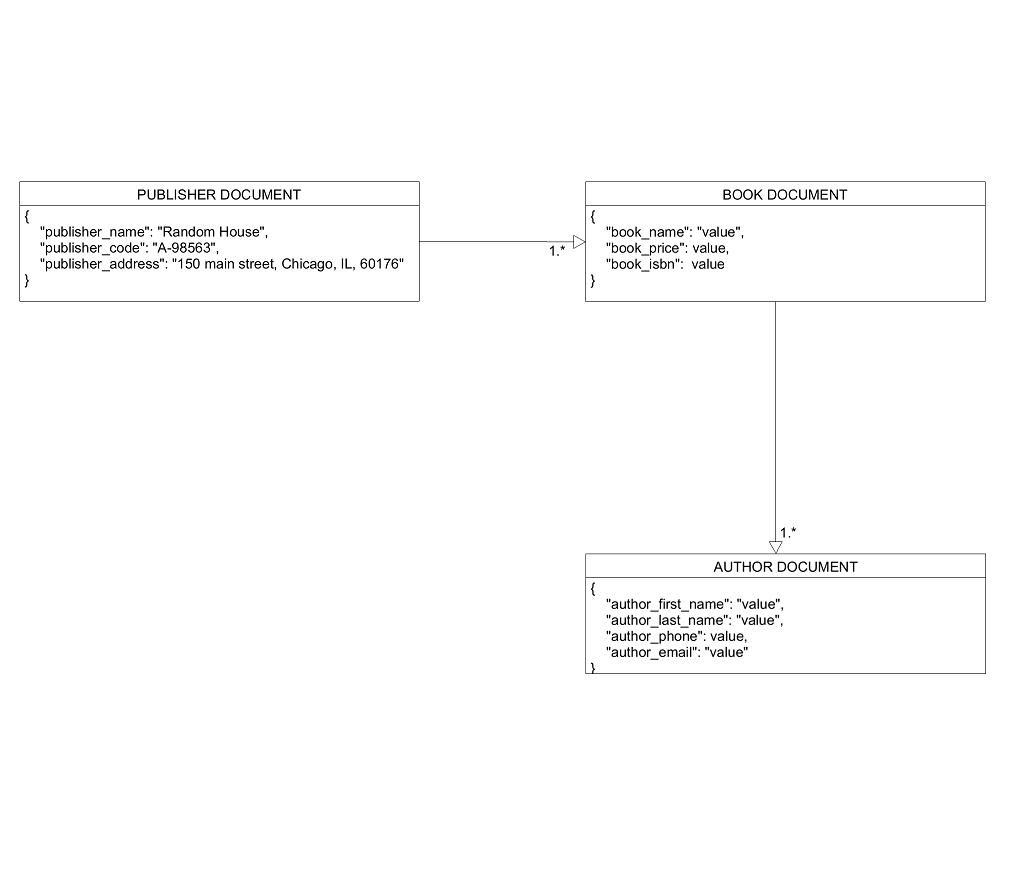 PUBLISHER DOCUMENT
{
"publisher_name": "Random House",
"publisher_code": "A-98563",
"publisher_address": "150 main street, Chicago, IL, 60176"
}
1.*
BOOK DOCUMENT
{
"book_name": "value",
"book_price": value,
"book_isbn":  value
}
1.*
AUTHOR DOCUMENT
{
"author_first_name": "value",
"author_last_name": "value",
"author_phone": value,
"author_email": "value"
}